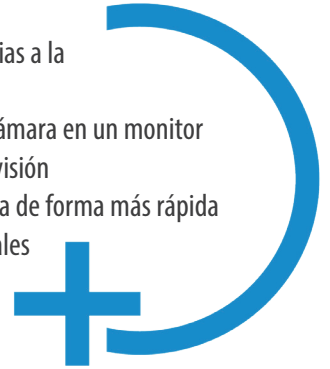 ias a la
ámara en un monitor
visión
a de forma más rápida
ales